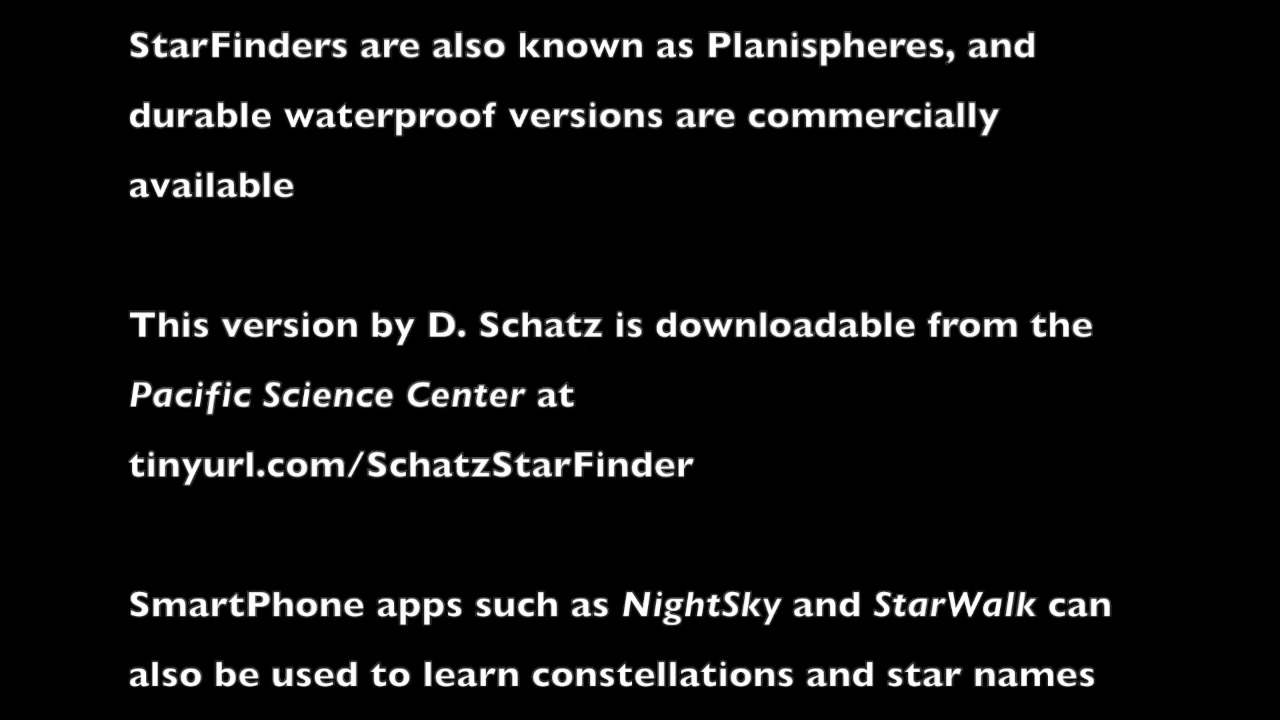 StarFinders are also known as Planispheres, and
durable waterproof versions are commercially
available
This version by D. Schatz is downloadable from the
Pacific Science Center at
tinyurl.com/SchatzStarFinder
SmartPhone apps such as NightSky and StarWalk can
also be used to learn constellations and star names